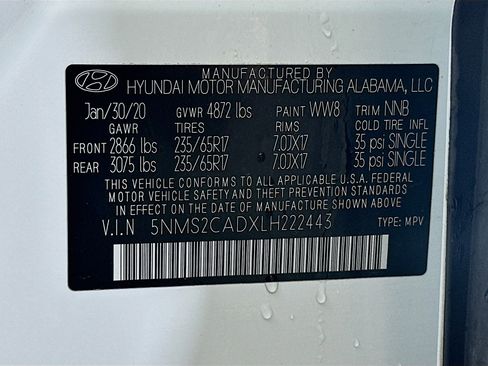 MANUFACTURED BY
HYUNDAI MOTOR MANUFACTURING ALABAMA, LLC
Jan/30/20 GVWR 4872 lbs PAINT WW8 TRIM NNB
GAWR TIRES RIMS COLD TIRE INFL
FRONT 2866 lbs 235/65R17 7.0JX17 35 psi SINGLE
REAR 3075 lbs 235/65R17 7.0JX17 35 psi SINGLE
THIS VEHICLE CONFORMS TO ALL APPLICABLE U.S.A. FEDERAL
MOTOR VEHICLE SAFETY AND THEFT PREVENTION STANDARDS
IN EFFECT ON THE DATE OF MANUFACTURE SHOWN ABOVE.
V.I.N 5NMS2CADXLH222443 TYPE: MPV